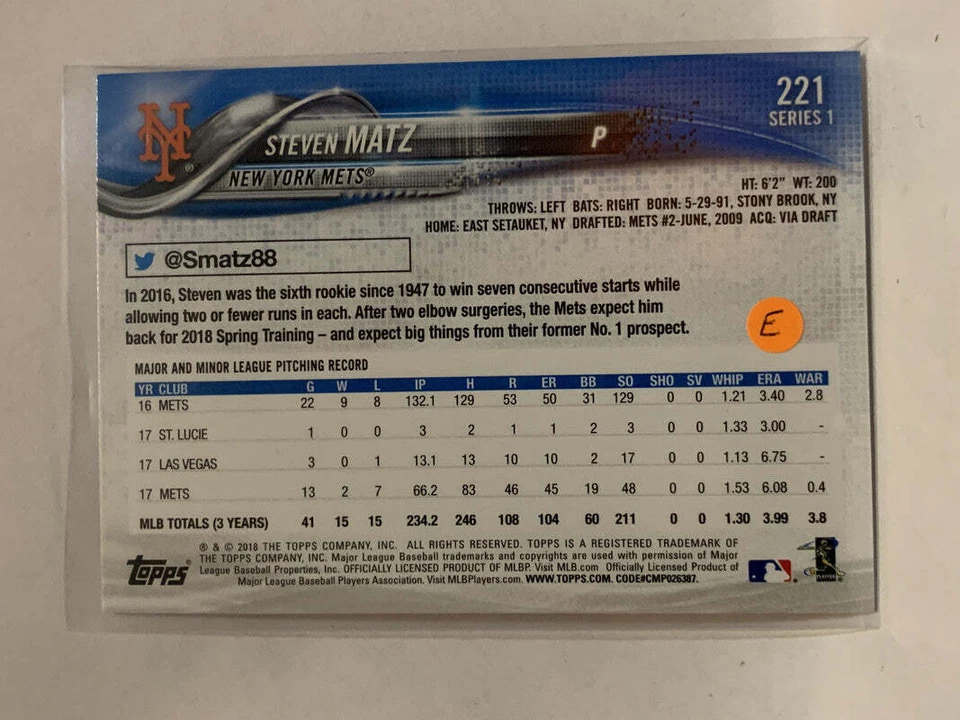 221
SERIES 1
NY
®
STEVEN MATZ P
NEW YORK METS®
HT: 6'2" WT: 200
THROWS: LEFT BATS: RIGHT BORN: 5-29-91, STONY BROOK, NY
HOME: EAST SETAUKET, NY DRAFTED: METS #2-JUNE, 2009 ACQ: VIA DRAFT
@Smatz88
In 2016, Steven was the sixth rookie since 1947 to win seven consecutive starts while
allowing two or fewer runs in each. After two elbow surgeries, the Mets expect him
back for 2018 Spring Training – and expect big things from their former No. 1 prospect.
E
MAJOR AND MINOR LEAGUE PITCHING RECORD
YR CLUB G W L IP H R ER BB SO SHO SV WHIP ERA WAR
16 METS 22 9 8 132.1 129 53 50 31 129 0 0 1.21 3.40 2.8
17 ST. LUCIE 1 0 0 3 2 1 1 2 3 0 0 1.33 3.00 -
17 LAS VEGAS 3 0 1 13.1 13 10 10 2 17 0 0 1.13 6.75 -
17 METS 13 2 7 66.2 83 46 45 19 48 0 0 1.53 6.08 0.4
MLB TOTALS (3 YEARS) 41 15 15 234.2 246 108 104 60 211 0 0 1.30 3.99 3.8
® & © 2018 THE TOPPS COMPANY, INC. ALL RIGHTS RESERVED. TOPPS IS A REGISTERED TRADEMARK OF
THE TOPPS COMPANY, INC. Major League Baseball trademarks and copyrights are used with permission of Major
League Baseball Properties, Inc. OFFICIALLY LICENSED PRODUCT OF MLBP. Visit MLB.com Officially Licensed Product of
Major League Baseball Players Association. Visit MLBPlayers.com. WWW.TOPPS.COM. CODE#CMP026387.
topps
PLAYERS